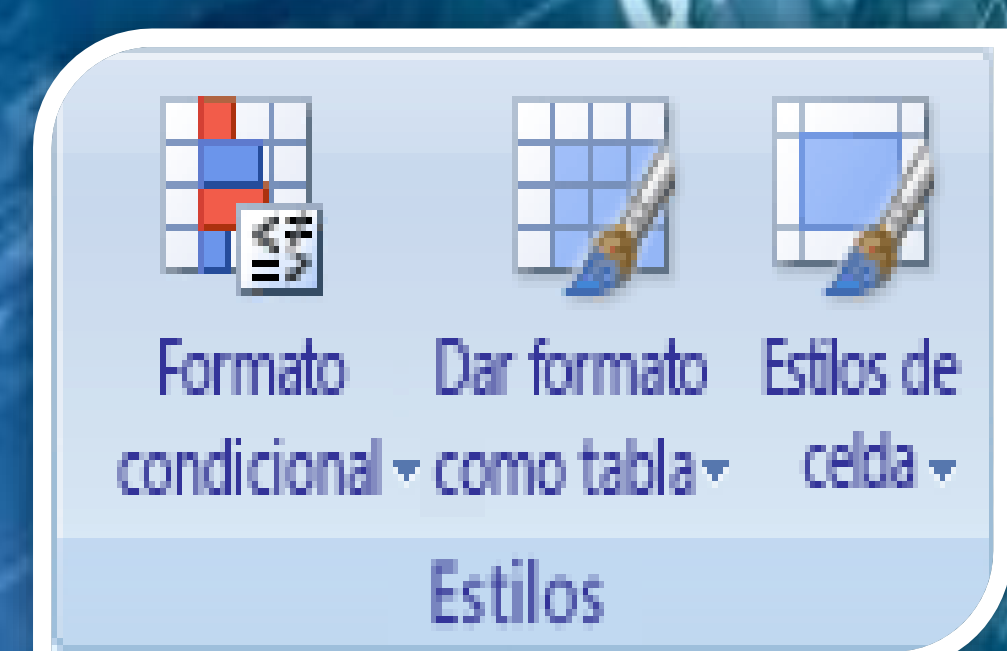 Formato
condicional
Dar formato
como tabla
Estilos de
celda
Estilos